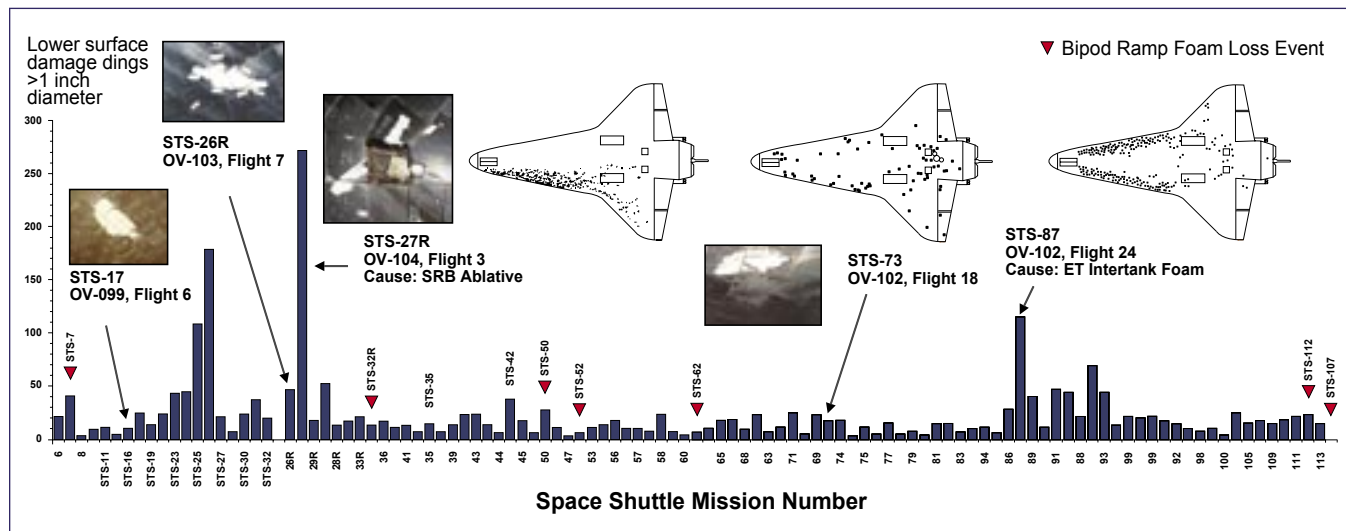 Lower surface
damage dings
>1 inch
diameter
Bipod Ramp Foam Loss Event
STS-26R
OV-103, Flight 7
STS-17
OV-099, Flight 6
STS-27R
OV-104, Flight 3
Cause: SRB Ablative
STS-73
OV-102, Flight 18
STS-87
OV-102, Flight 24
Cause: ET Intertank Foam
300
250
200
150
100
50
0
STS-7
STS-32R
STS-35
STS-42
STS-50
STS-52
STS-62
STS-112
STS-107
6
8
STS-11
STS-16
STS-19
STS-23
STS-25
STS-27
STS-30
STS-32
26R
29R
28R
33R
36
41
35
39
43
44
45
50
47
53
56
57
58
60
65
68
71
69
74
75
77
79
81
83
94
86
89
91
88
93
99
92
98
100
105
109
111
113
Space Shuttle Mission Number